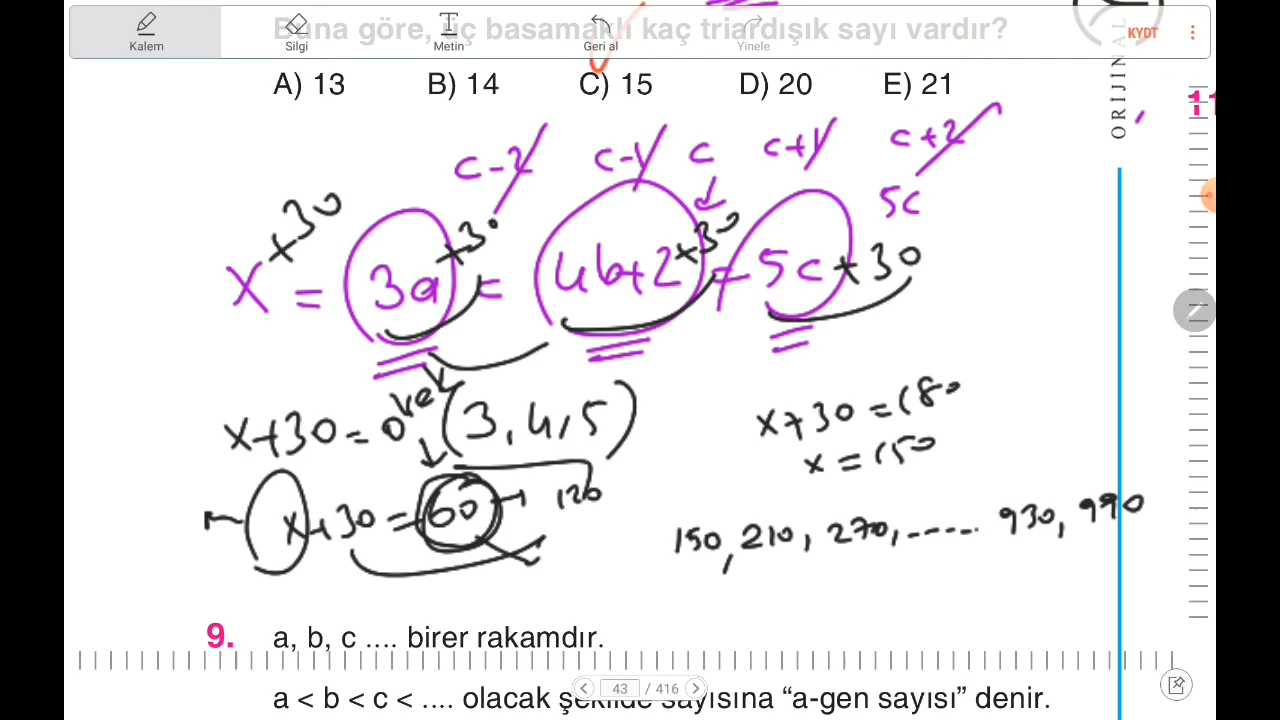 Buna göre, üç basamaklı kaç triardışık sayı vardır?
Kalem
Silgi
Metin
Geri al
Yinele
KYDT
ORİJİNAL
A) 13 B) 14 C) 15 D) 20 E) 21
11
c-2 c-1 c c+1 c+2
5c
x+30 = 3a+30 = 4b+2+30 = 5c+30
x+30 = okek (3,4,5)
x+30 = 60 → 120
x+30 = 180
x = 150
150, 210, 270, ...... 930, 990
9. a, b, c .... birer rakamdır.
43 / 416
a < b < c < .... olacak şekilde sayısına “a-gen sayısı” denir.